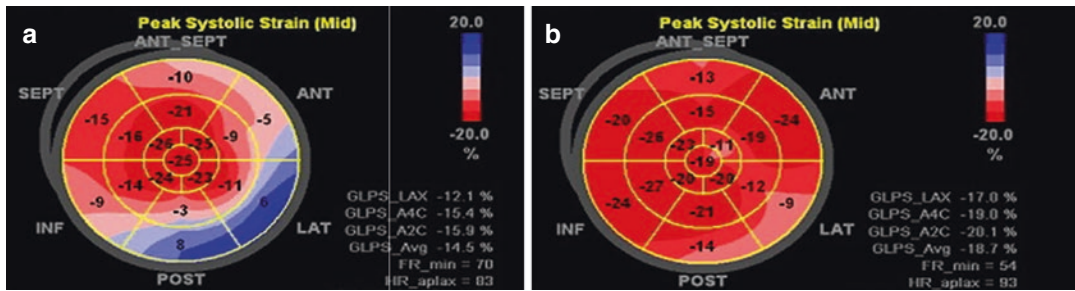 a
Peak Systolic Strain (Mid)
20.0
ANT_SEPT
SEPT
ANT
-10
-15
-21
-5
-16
-9
-26
-25
-25
-24
-23
-14
-11
-9
-3
6
8
INF
LAT
POST
-20.0
%
GLPS_LAX -12.1 %
GLPS_A4C -15.4 %
GLPS_A2C -15.9 %
GLPS_Avg -14.5 %
FR_min = 70
HR_aplax = 83
b
Peak Systolic Strain (Mid)
20.0
ANT_SEPT
SEPT
ANT
-13
-20
-15
-24
-26
-19
-23
-11
-19
-20
-20
-27
-12
-24
-9
-21
-14
INF
LAT
POST
-20.0
%
GLPS_LAX -17.0 %
GLPS_A4C -19.0 %
GLPS_A2C -20.1 %
GLPS_Avg -18.7 %
FR_min = 54
HR_aplax = 93